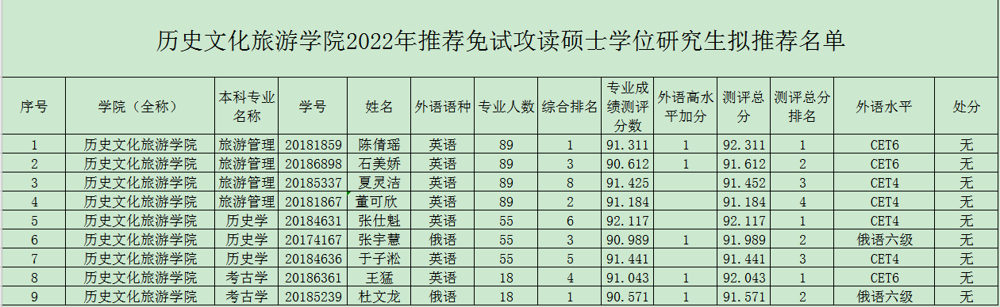 历史文化旅游学院2022年推荐免试攻读硕士学位研究生拟推荐名单
序号 学院（全称） 本科专业名称 学号 姓名 外语语种 专业人数 综合排名 专业成绩测评分数 外语高水平加分 测评总分 测评总分排名 外语水平 处分
1 历史文化旅游学院 旅游管理 20181859 陈倩瑶 英语 89 1 91.311 1 92.311 1 CET6 无
2 历史文化旅游学院 旅游管理 20186898 石美娇 英语 89 3 90.612 1 91.612 2 CET6 无
3 历史文化旅游学院 旅游管理 20185337 夏灵洁 英语 89 8 91.425 91.452 3 CET4 无
4 历史文化旅游学院 旅游管理 20181867 董可欣 英语 89 2 91.184 91.184 4 CET4 无
5 历史文化旅游学院 历史学 20184631 张仕魁 英语 55 6 92.117 92.117 1 CET4 无
6 历史文化旅游学院 历史学 20174167 张宇慧 俄语 55 3 90.989 1 91.989 2 俄语六级 无
7 历史文化旅游学院 历史学 20184636 于子淞 英语 55 5 91.441 91.441 3 CET4 无
8 历史文化旅游学院 考古学 20186361 王猛 英语 18 4 91.043 1 92.043 1 CET6 无
9 历史文化旅游学院 考古学 20185239 杜文龙 俄语 18 1 90.571 1 91.571 2 俄语六级 无